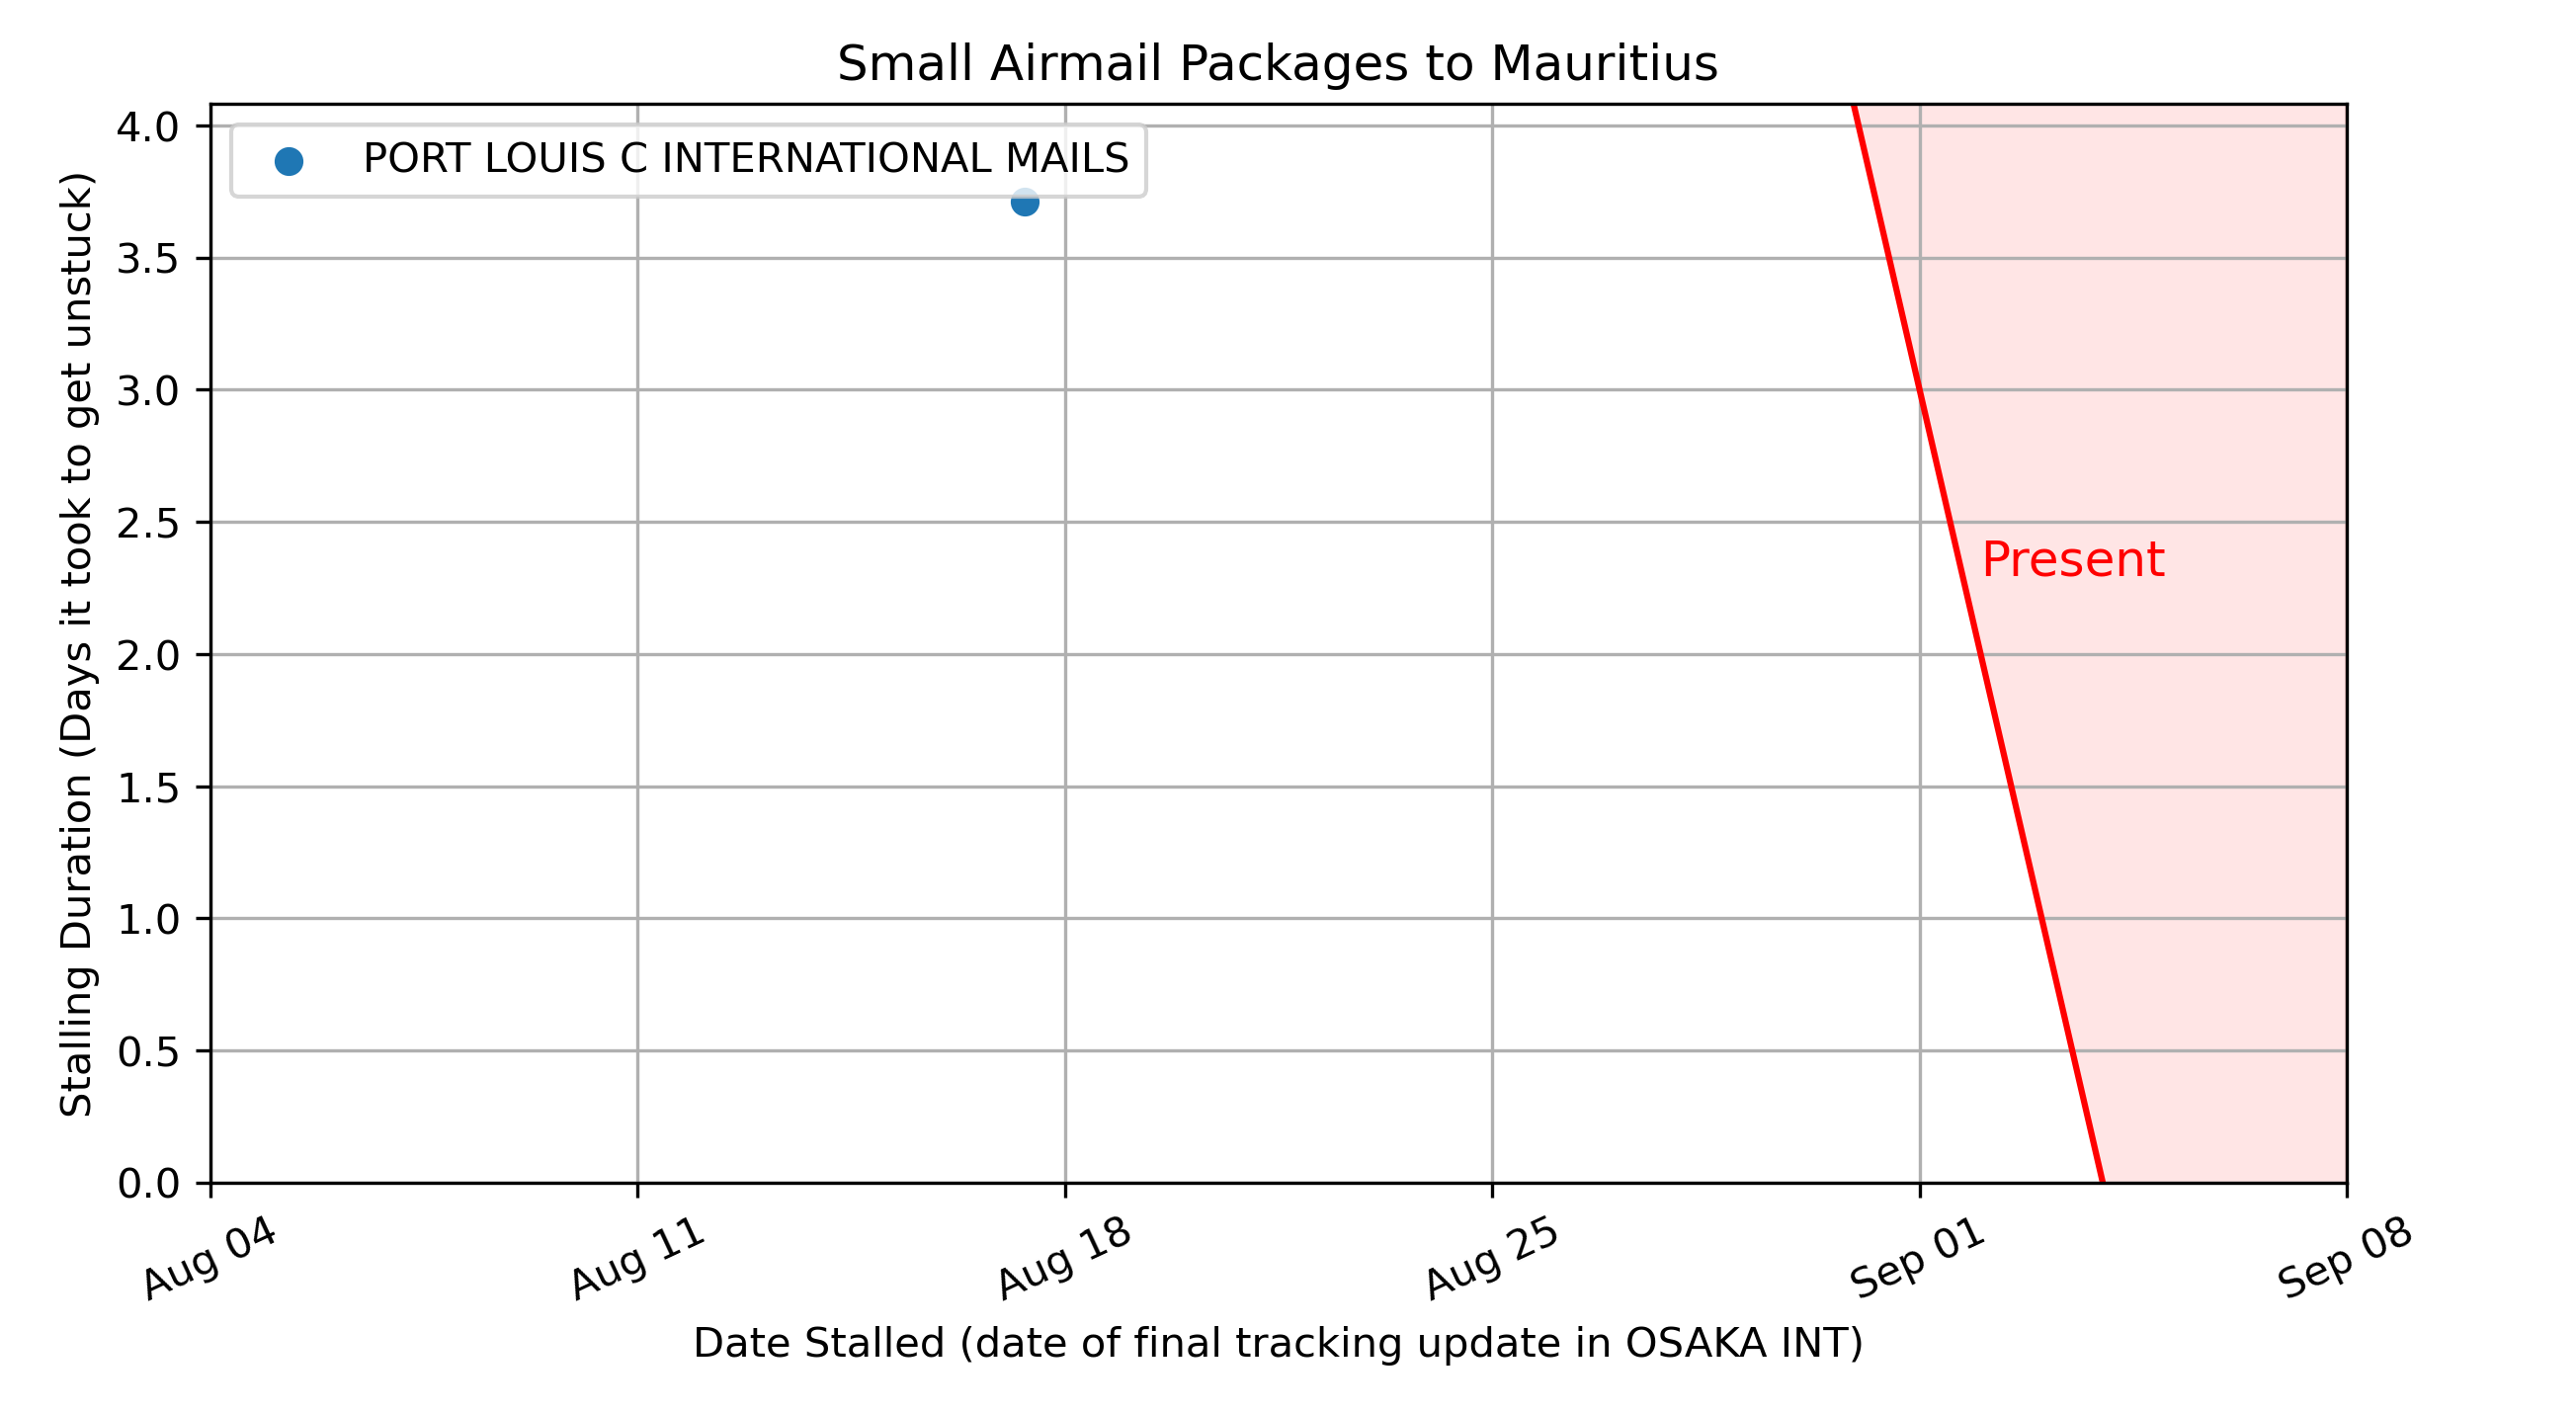 Small Airmail Packages to Mauritius
PORT LOUIS C INTERNATIONAL MAILS
Stalling Duration (Days it took to get unstuck)
4.0
3.5
3.0
2.5
2.0
1.5
1.0
0.5
0.0
Present
Aug 04
Aug 11
Aug 18
Aug 25
Sep 01
Sep 08
Date Stalled (date of final tracking update in OSAKA INT)